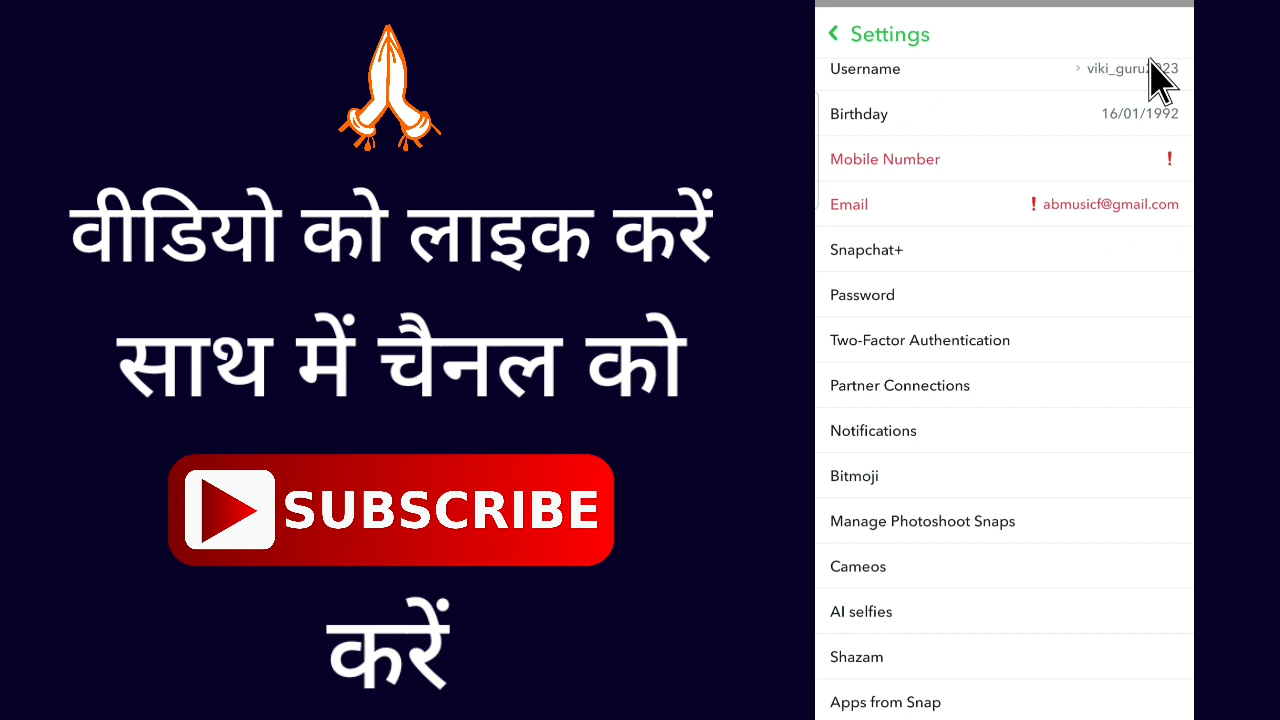 वीडियो को लाइक करें
साथ में चैनल को
SUBSCRIBE
करें
Settings
Username
Birthday 16/01/1992
Mobile Number !
Email ! abmusicf@gmail.com
Snapchat+
Password
Two-Factor Authentication
Partner Connections
Notifications
Bitmoji
Manage Photoshoot Snaps
Cameos
AI selfies
Shazam
Apps from Snap